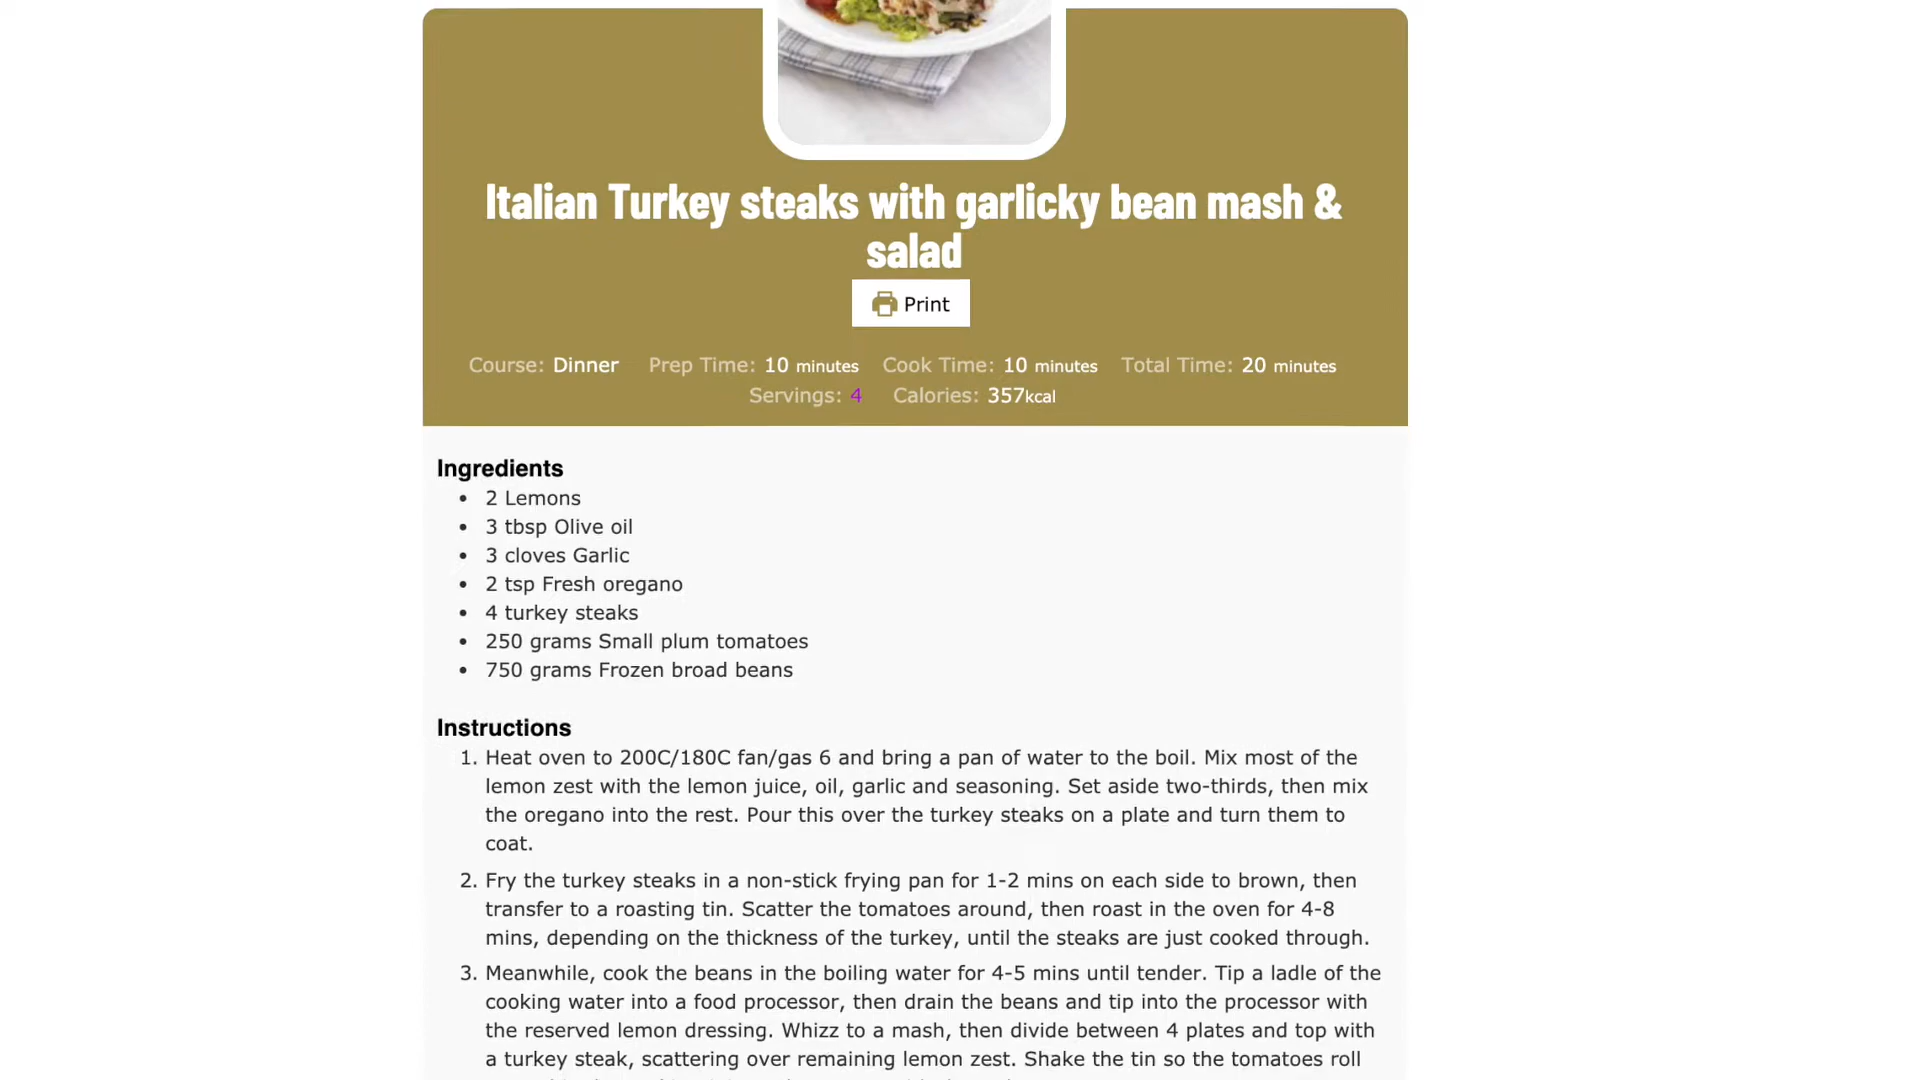 Italian Turkey steaks with garlicky bean mash &
salad
Print
Course: Dinner Prep Time: 10 minutes Cook Time: 10 minutes Total Time: 20 minutes
Servings: 4 Calories: 357kcal
Ingredients
• 2 Lemons
• 3 tbsp Olive oil
• 3 cloves Garlic
• 2 tsp Fresh oregano
• 4 turkey steaks
• 250 grams Small plum tomatoes
• 750 grams Frozen broad beans
Instructions
1. Heat oven to 200C/180C fan/gas 6 and bring a pan of water to the boil. Mix most of the
lemon zest with the lemon juice, oil, garlic and seasoning. Set aside two-thirds, then mix
the oregano into the rest. Pour this over the turkey steaks on a plate and turn them to
coat.
2. Fry the turkey steaks in a non-stick frying pan for 1-2 mins on each side to brown, then
transfer to a roasting tin. Scatter the tomatoes around, then roast in the oven for 4-8
mins, depending on the thickness of the turkey, until the steaks are just cooked through.
3. Meanwhile, cook the beans in the boiling water for 4-5 mins until tender. Tip a ladle of the
cooking water into a food processor, then drain the beans and tip into the processor with
the reserved lemon dressing. Whizz to a mash, then divide between 4 plates and top with
a turkey steak, scattering over remaining lemon zest. Shake the tin so the tomatoes roll